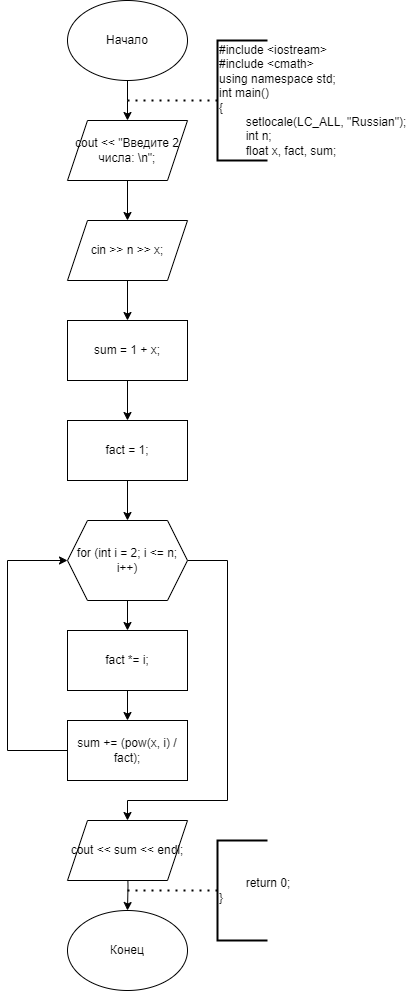 Начало
#include <iostream>
#include <cmath>
using namespace std;
int main()
{
setlocale(LC_ALL, "Russian");
int n;
float x, fact, sum;
cout << "Введите 2
числа: \n";
cin >> n >> x;
sum = 1 + x;
fact = 1;
for (int i = 2; i <= n;
i++)
fact *= i;
sum += (pow(x, i) /
fact);
cout << sum << endl;
return 0;
}
Конец